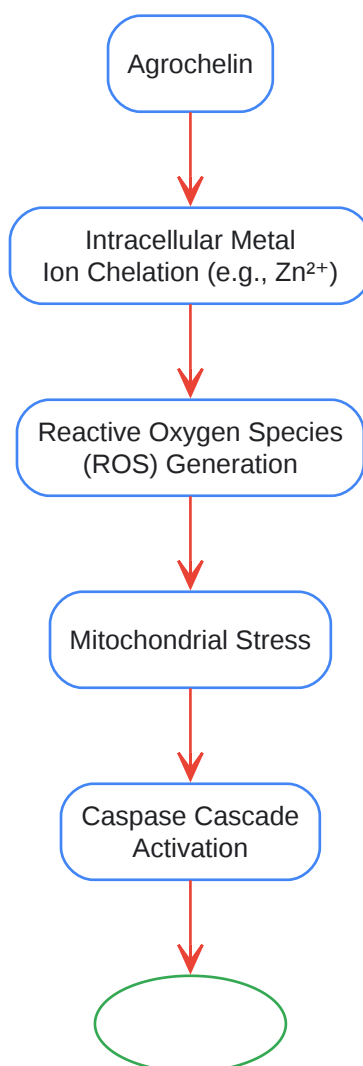 Agrochelin
Intracellular Metal
Ion Chelation (e.g., Zn²⁺)
Reactive Oxygen Species
(ROS) Generation
Mitochondrial Stress
Caspase Cascade
Activation